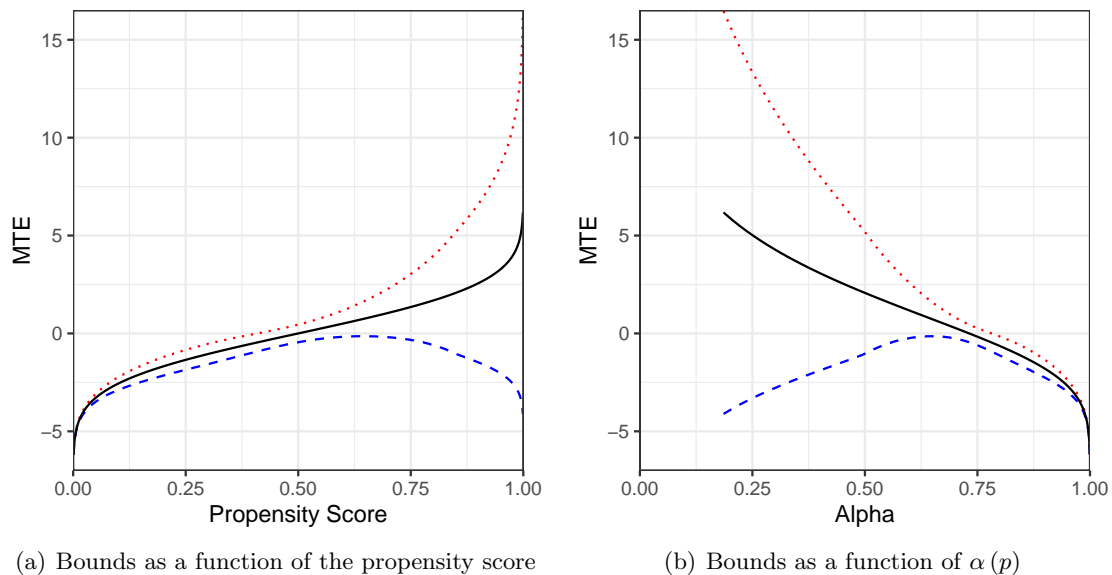 15
10
5
0
−5
MTE
0.00 0.25 0.50 0.75 1.00
Propensity Score
(a) Bounds as a function of the propensity score
15
10
5
0
−5
MTE
0.00 0.25 0.50 0.75 1.00
Alpha
(b) Bounds as a function of α (p)